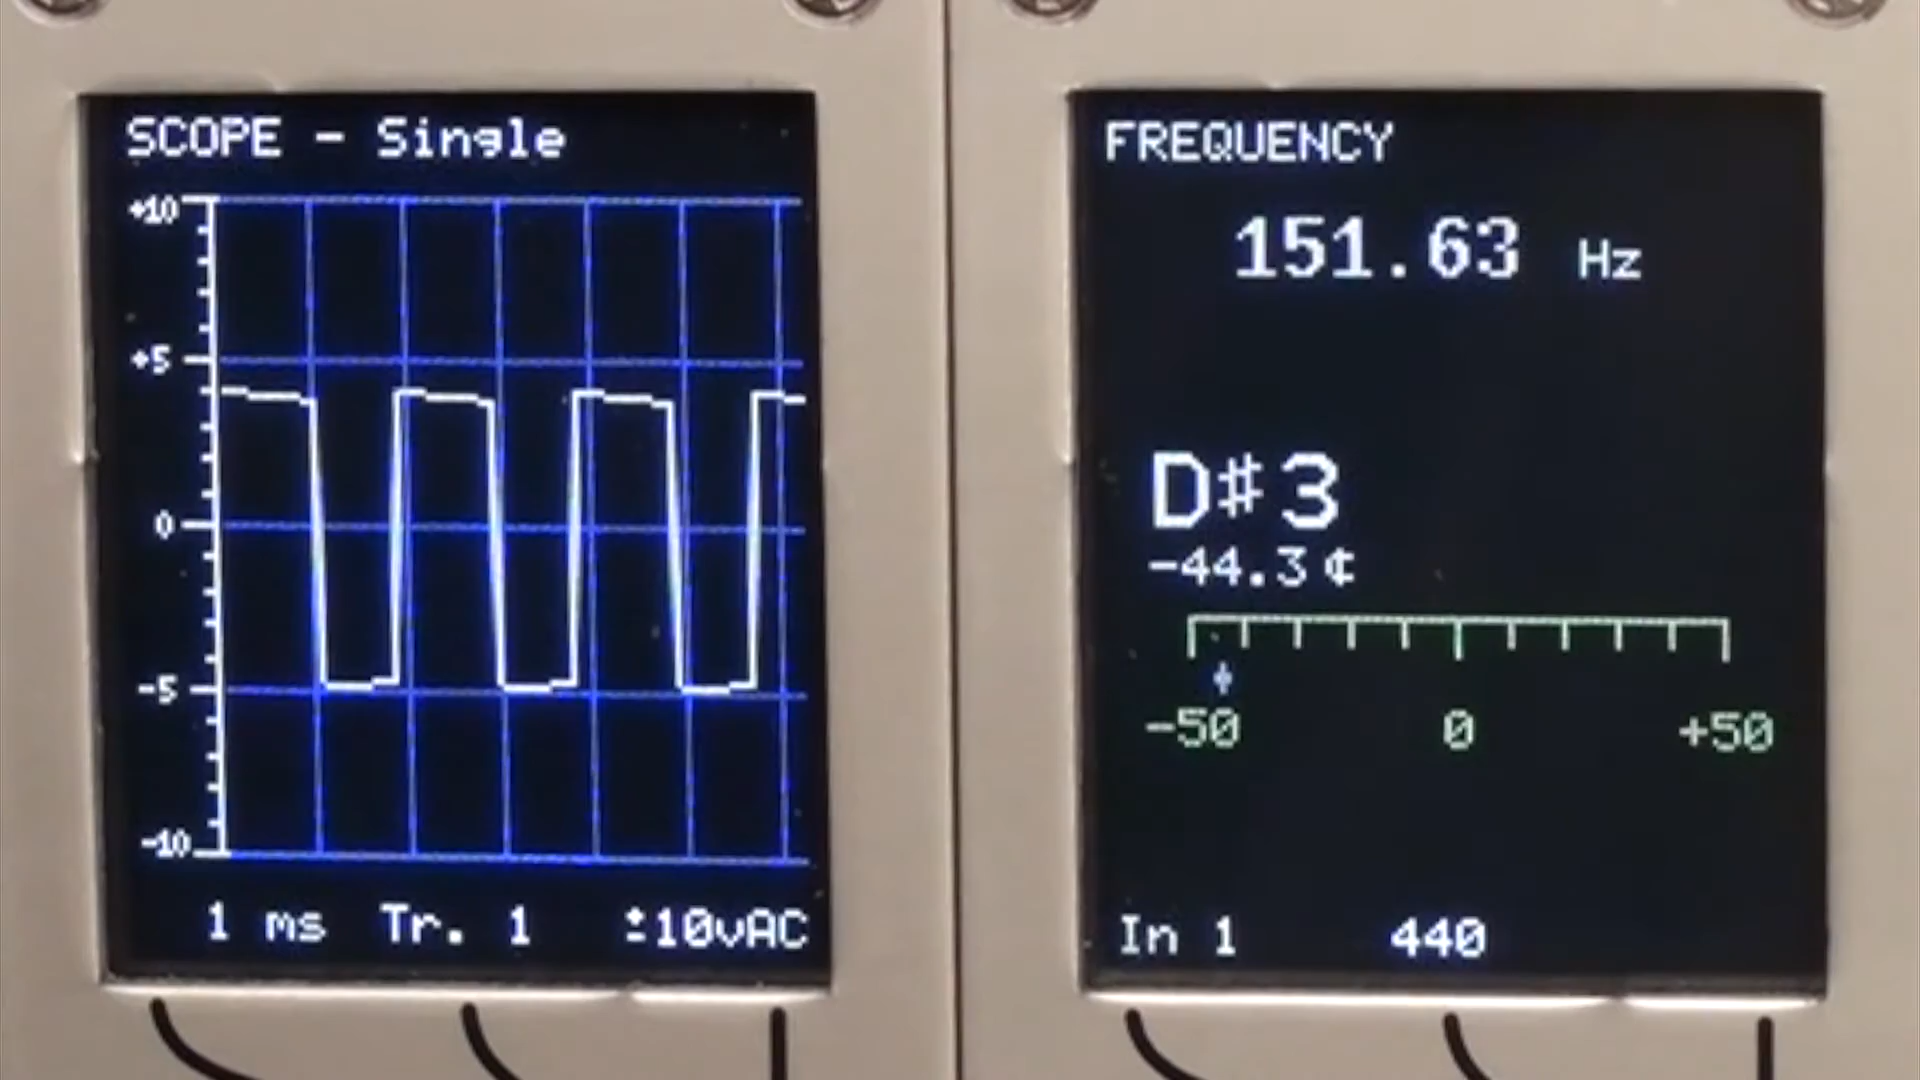 SCOPE - Single
+10
+5
0
-5
-10
1 ms Tr. 1 ±10vAC
FREQUENCY
151.63 Hz
D♯3
-44.3 ¢
-50 0 +50
In 1 440